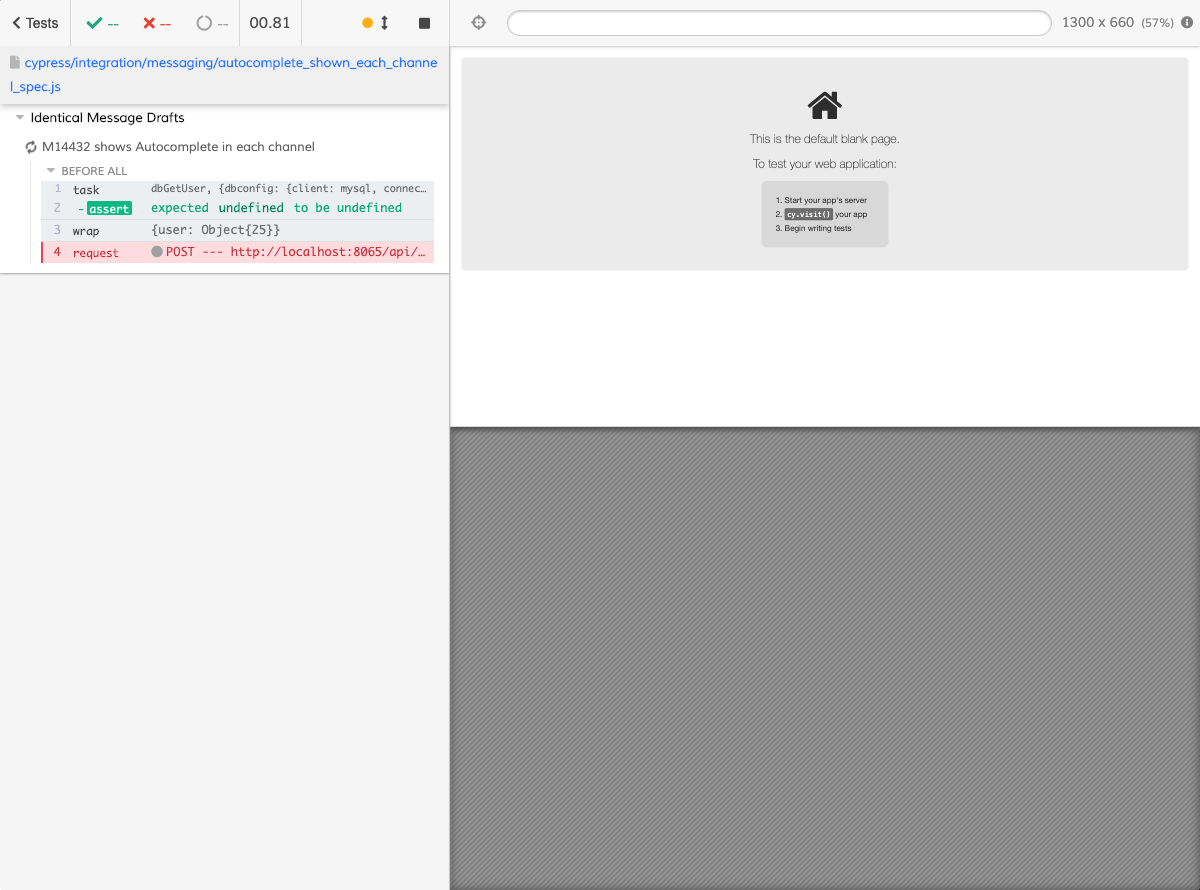 Tests
--
--
--
00.81
1300 x 660 (57%)
cypress/integration/messaging/autocomplete_shown_each_channe
l_spec.js
Identical Message Drafts
M14432 shows Autocomplete in each channel
BEFORE ALL
1 task dbGetUser, {dbconfig: {client: mysql, connec…
2 - assert expected undefined to be undefined
3 wrap {user: Object{25}}
4 request POST --- http://localhost:8065/api/…
This is the default blank page.
To test your web application:
1. Start your app's server
2. cy.visit() your app
3. Begin writing tests